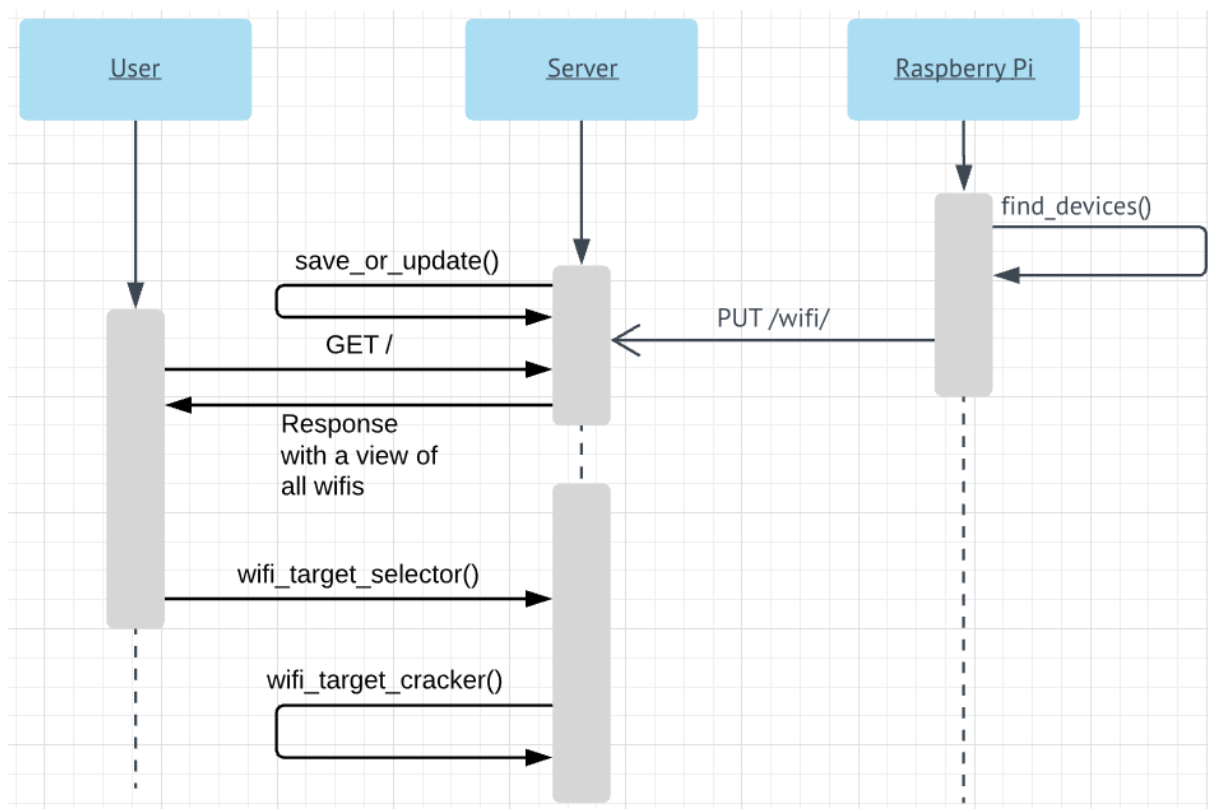 User
Server
Raspberry Pi
find_devices()
save_or_update()
PUT /wifi/
GET /
Response
with a view of
all wifis
wifi_target_selector()
wifi_target_cracker()